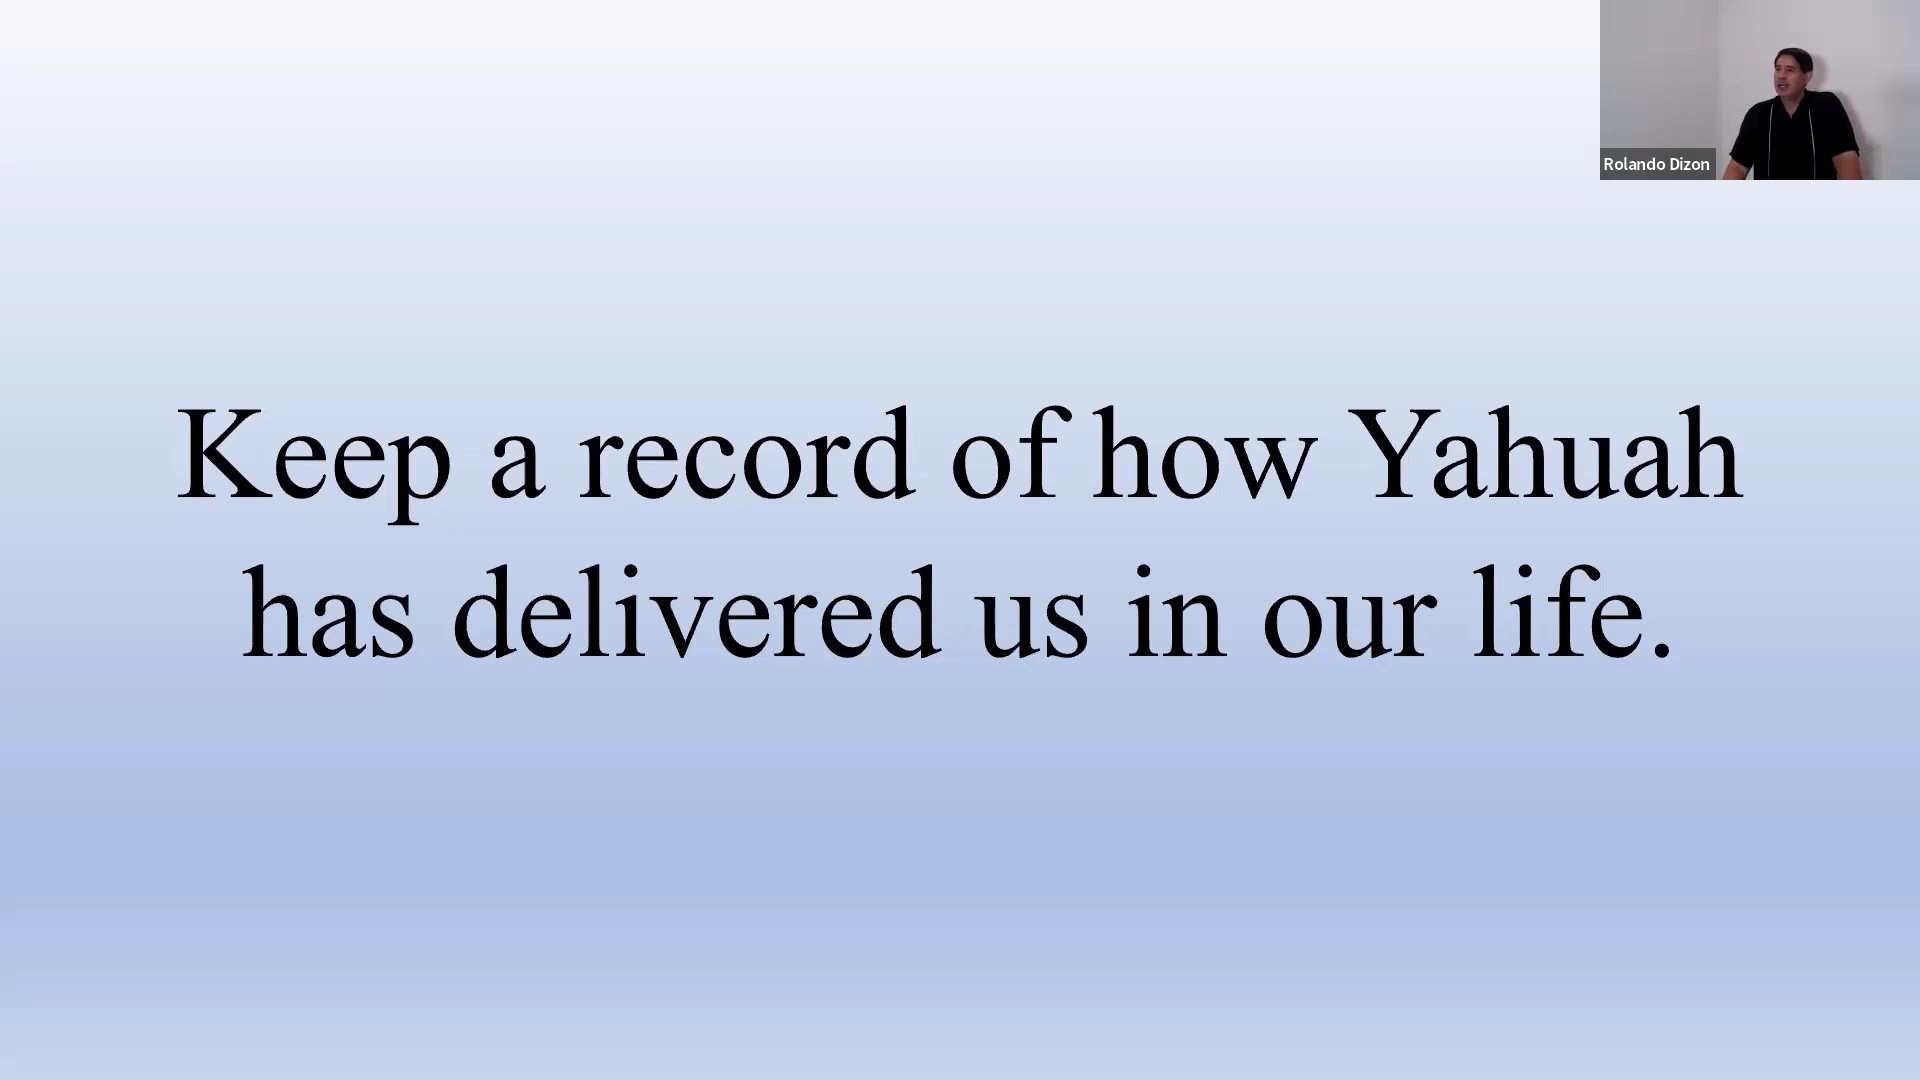 Rolando Dizon
Keep a record of how Yahuah
has delivered us in our life.